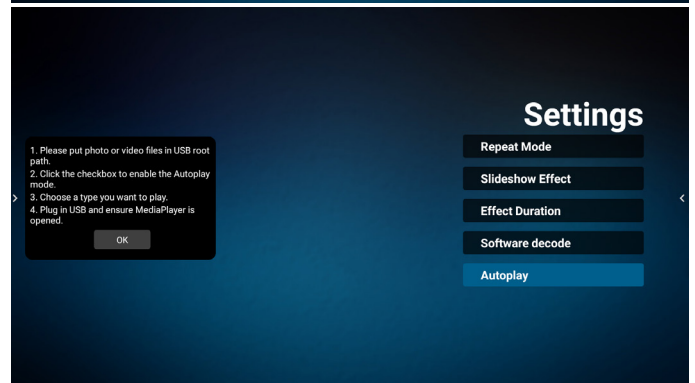 Settings
1. Please put photo or video files in USB root
path.
2. Click the checkbox to enable the Autoplay
mode.
3. Choose a type you want to play.
4. Plug in USB and ensure MediaPlayer is
opened.
OK
Repeat Mode
Slideshow Effect
Effect Duration
Software decode
Autoplay